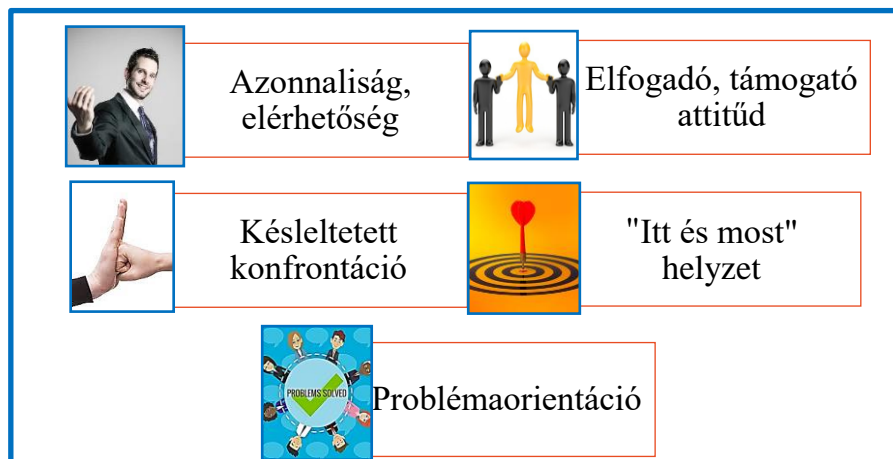 Azonnaliság,
elérhetőség
Elfogadó, támogató
attitűd
Késleltetett
konfrontáció
"Itt és most"
helyzet
PROBLEMS SOLVED
Problémaorientáció